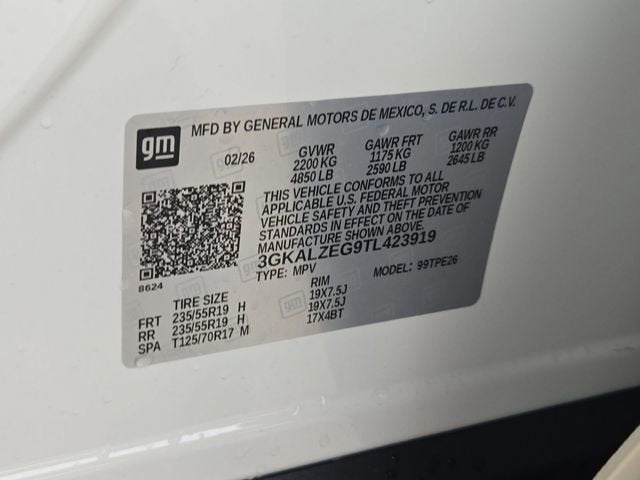 gm MFD BY GENERAL MOTORS DE MEXICO, S. DE R.L. DE C.V.
02/26 GVWR GAWR FRT GAWR RR
2200 KG 1175 KG 1200 KG
4850 LB 2590 LB 2645 LB
THIS VEHICLE CONFORMS TO ALL
APPLICABLE U.S. FEDERAL MOTOR
VEHICLE SAFETY AND THEFT PREVENTION
STANDARDS IN EFFECT ON THE DATE OF
MANUFACTURE SHOWN ABOVE.
3GKALZEG9TL423919
TYPE: MPV MODEL: 99TPE26
8624
TIRE SIZE RIM
FRT 235/55R19 H 19X7.5J
RR 235/55R19 H 19X7.5J
SPA T125/70R17 M 17X4BT